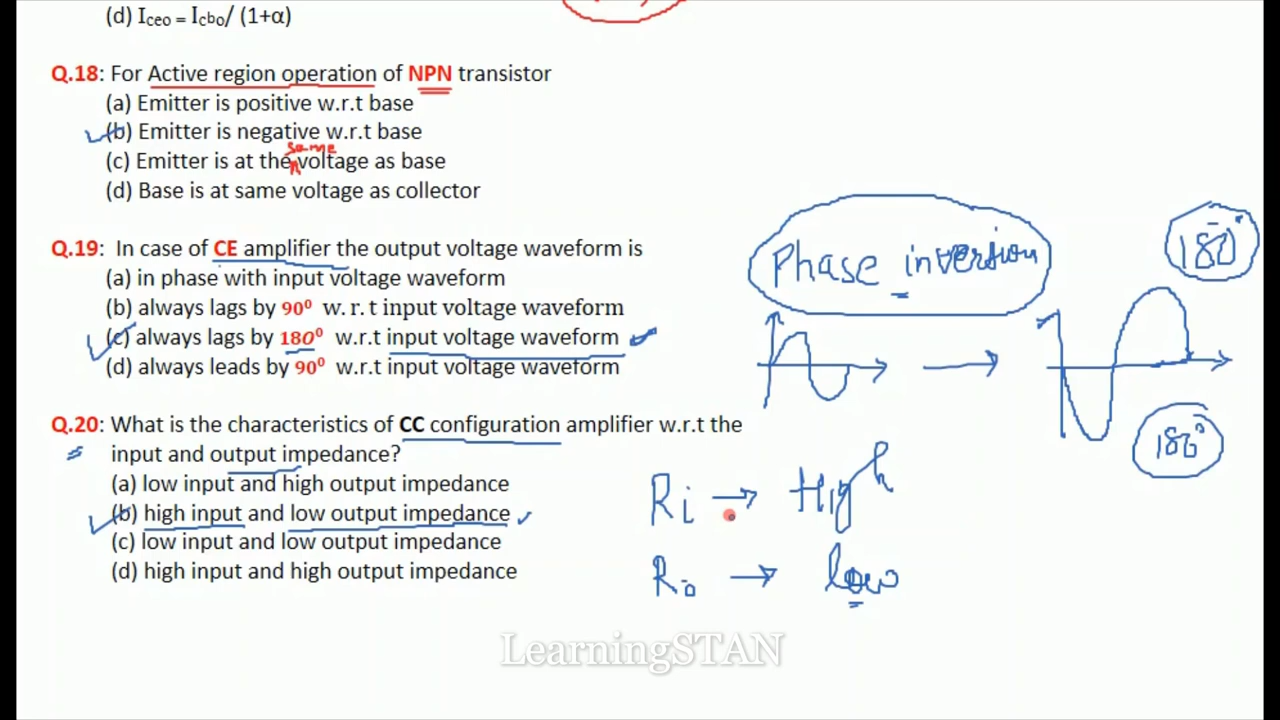 (d) Iceo = Icbo/ (1+α)
Q.18: For Active region operation of NPN transistor
(a) Emitter is positive w.r.t base
(b) Emitter is negative w.r.t base
same
(c) Emitter is at the voltage as base
(d) Base is at same voltage as collector
Q.19: In case of CE amplifier the output voltage waveform is
(a) in phase with input voltage waveform
(b) always lags by 90⁰ w. r. t input voltage waveform
(c) always lags by 180⁰ w.r.t input voltage waveform
(d) always leads by 90⁰ w.r.t input voltage waveform
Phase inversion
180°
180°
Q.20: What is the characteristics of CC configuration amplifier w.r.t the
input and output impedance?
(a) low input and high output impedance
(b) high input and low output impedance
(c) low input and low output impedance
(d) high input and high output impedance
Ri → High
Ro → low
LearningSTAN